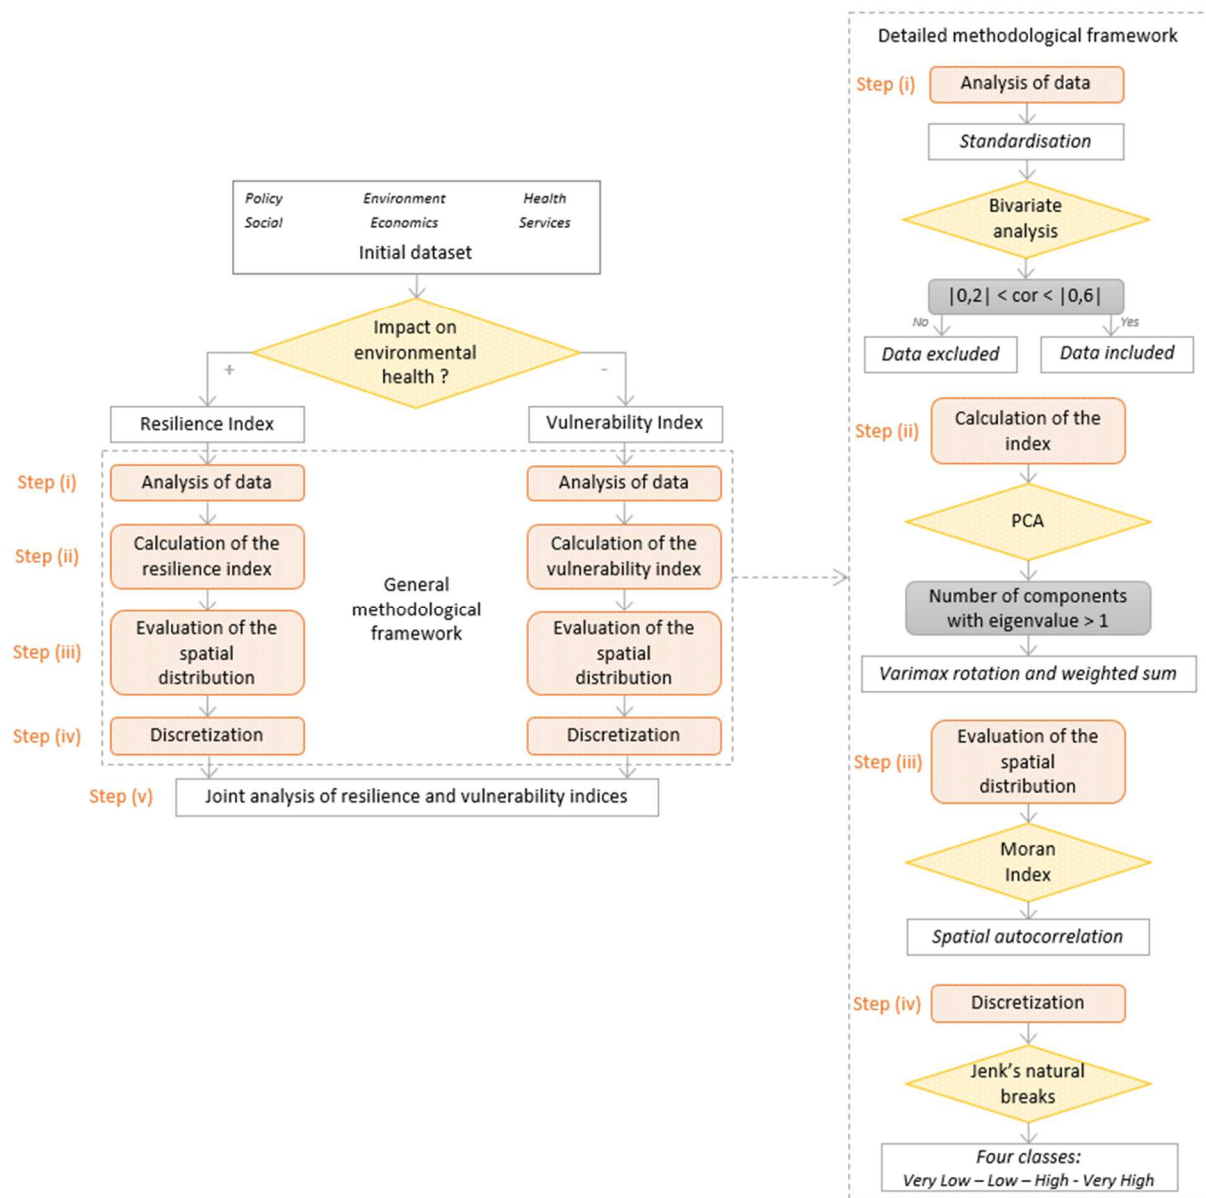 Policy Environment Health
Social Economics Services
Initial dataset
Impact on
environmental
health ?
+ -
Resilience Index
Vulnerability Index
General
methodological
framework
Step (i)
Analysis of data
Analysis of data
Step (ii)
Calculation of the
resilience index
Calculation of the
vulnerability index
Step (iii)
Evaluation of the
spatial
distribution
Evaluation of the
spatial
distribution
Step (iv)
Discretization
Discretization
Step (v)
Joint analysis of resilience and vulnerability indices
Detailed methodological framework
Step (i)
Analysis of data
Standardisation
Bivariate
analysis
|0,2| < cor < |0,6|
No
Yes
Data excluded
Data included
Step (ii)
Calculation of the
index
PCA
Number of components
with eigenvalue > 1
Varimax rotation and weighted sum
Step (iii)
Evaluation of the
spatial
distribution
Moran
Index
Spatial autocorrelation
Step (iv)
Discretization
Jenk's natural
breaks
Four classes:
Very Low – Low – High - Very High